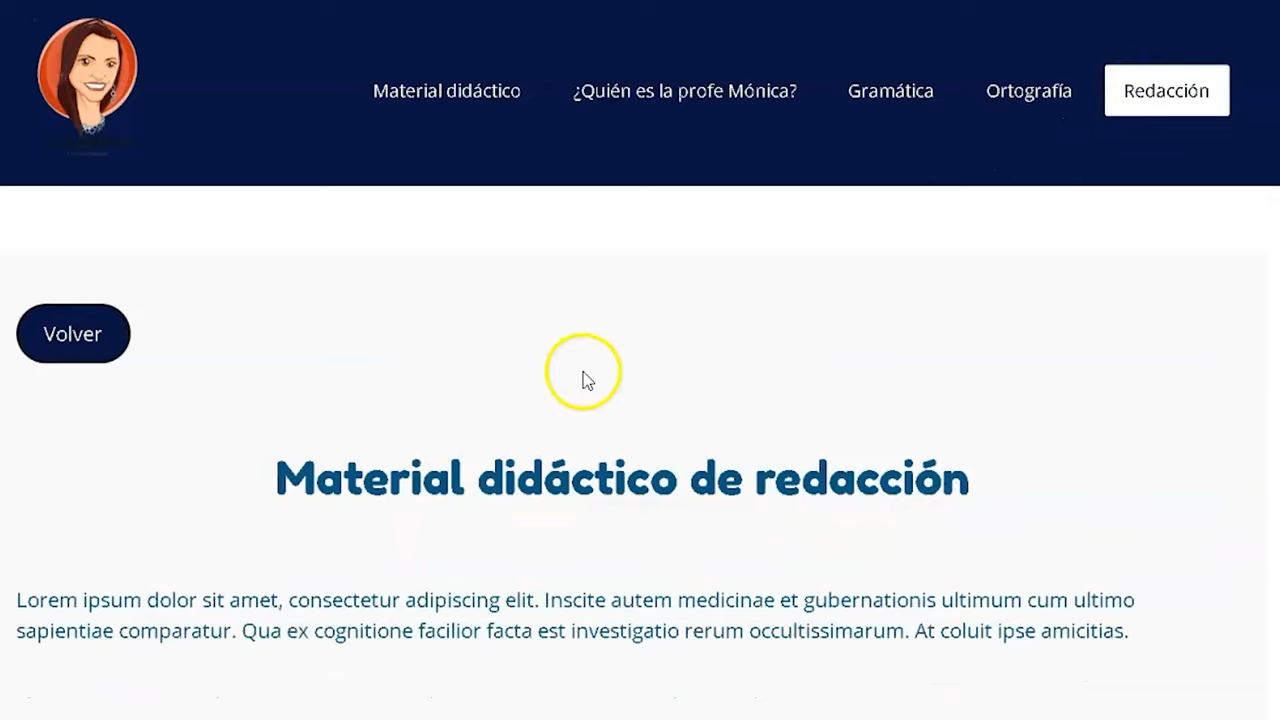 Material didáctico
¿Quién es la profe Mónica?
Gramática
Ortografía
Redacción
Volver
Material didáctico de redacción
Lorem ipsum dolor sit amet, consectetur adipiscing elit. Inscite autem medicinae et gubernationis ultimum cum ultimo
sapientiae comparatur. Qua ex cognitione facilior facta est investigatio rerum occultissimarum. At coluit ipse amicitias.